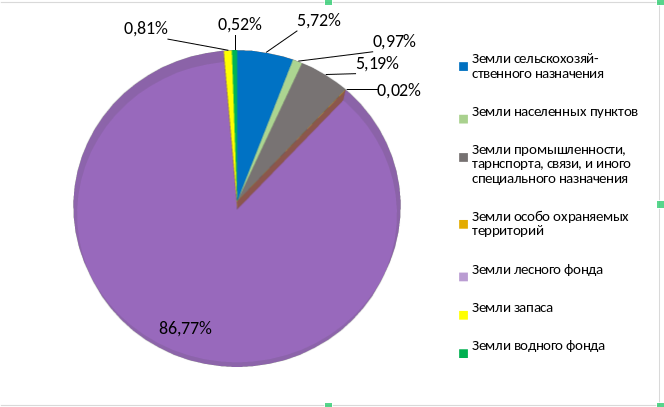 0,81%
0,52%
5,72%
0,97%
5,19%
0,02%
86,77%
Земли сельскохозяй-
ственного назначения
Земли населенных пунктов
Земли промышленности,
тарнспорта, связи, и иного
специального назначения
Земли особо охраняемых
территорий
Земли лесного фонда
Земли запаса
Земли водного фонда